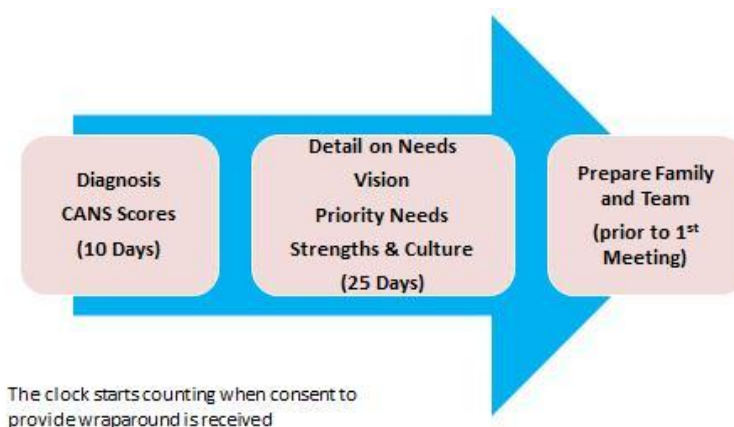 Diagnosis
CANS Scores
(10 Days)
Detail on Needs
Vision
Priority Needs
Strengths & Culture
(25 Days)
Prepare Family
and Team
(prior to 1st
Meeting)
The clock starts counting when consent to
provide wraparound is received